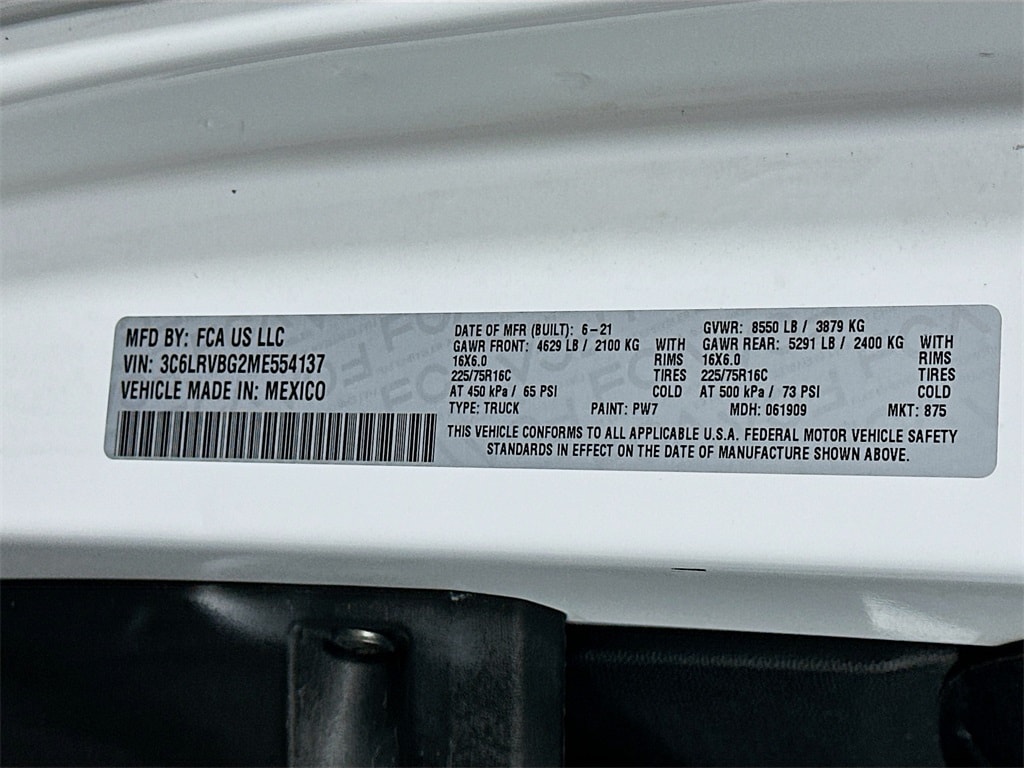 MFD BY: FCA US LLC
VIN: 3C6LRVBG2ME554137
VEHICLE MADE IN: MEXICO
DATE OF MFR (BUILT): 6-21
GVWR: 8550 LB / 3879 KG
GAWR FRONT: 4629 LB / 2100 KG WITH
16X6.0 RIMS
225/75R16C TIRES
AT 450 kPa / 65 PSI COLD
GAWR REAR: 5291 LB / 2400 KG WITH
16X6.0 RIMS
225/75R16C TIRES
AT 500 kPa / 73 PSI COLD
TYPE: TRUCK PAINT: PW7 MDH: 061909 MKT: 875
THIS VEHICLE CONFORMS TO ALL APPLICABLE U.S.A. FEDERAL MOTOR VEHICLE SAFETY
STANDARDS IN EFFECT ON THE DATE OF MANUFACTURE SHOWN ABOVE.